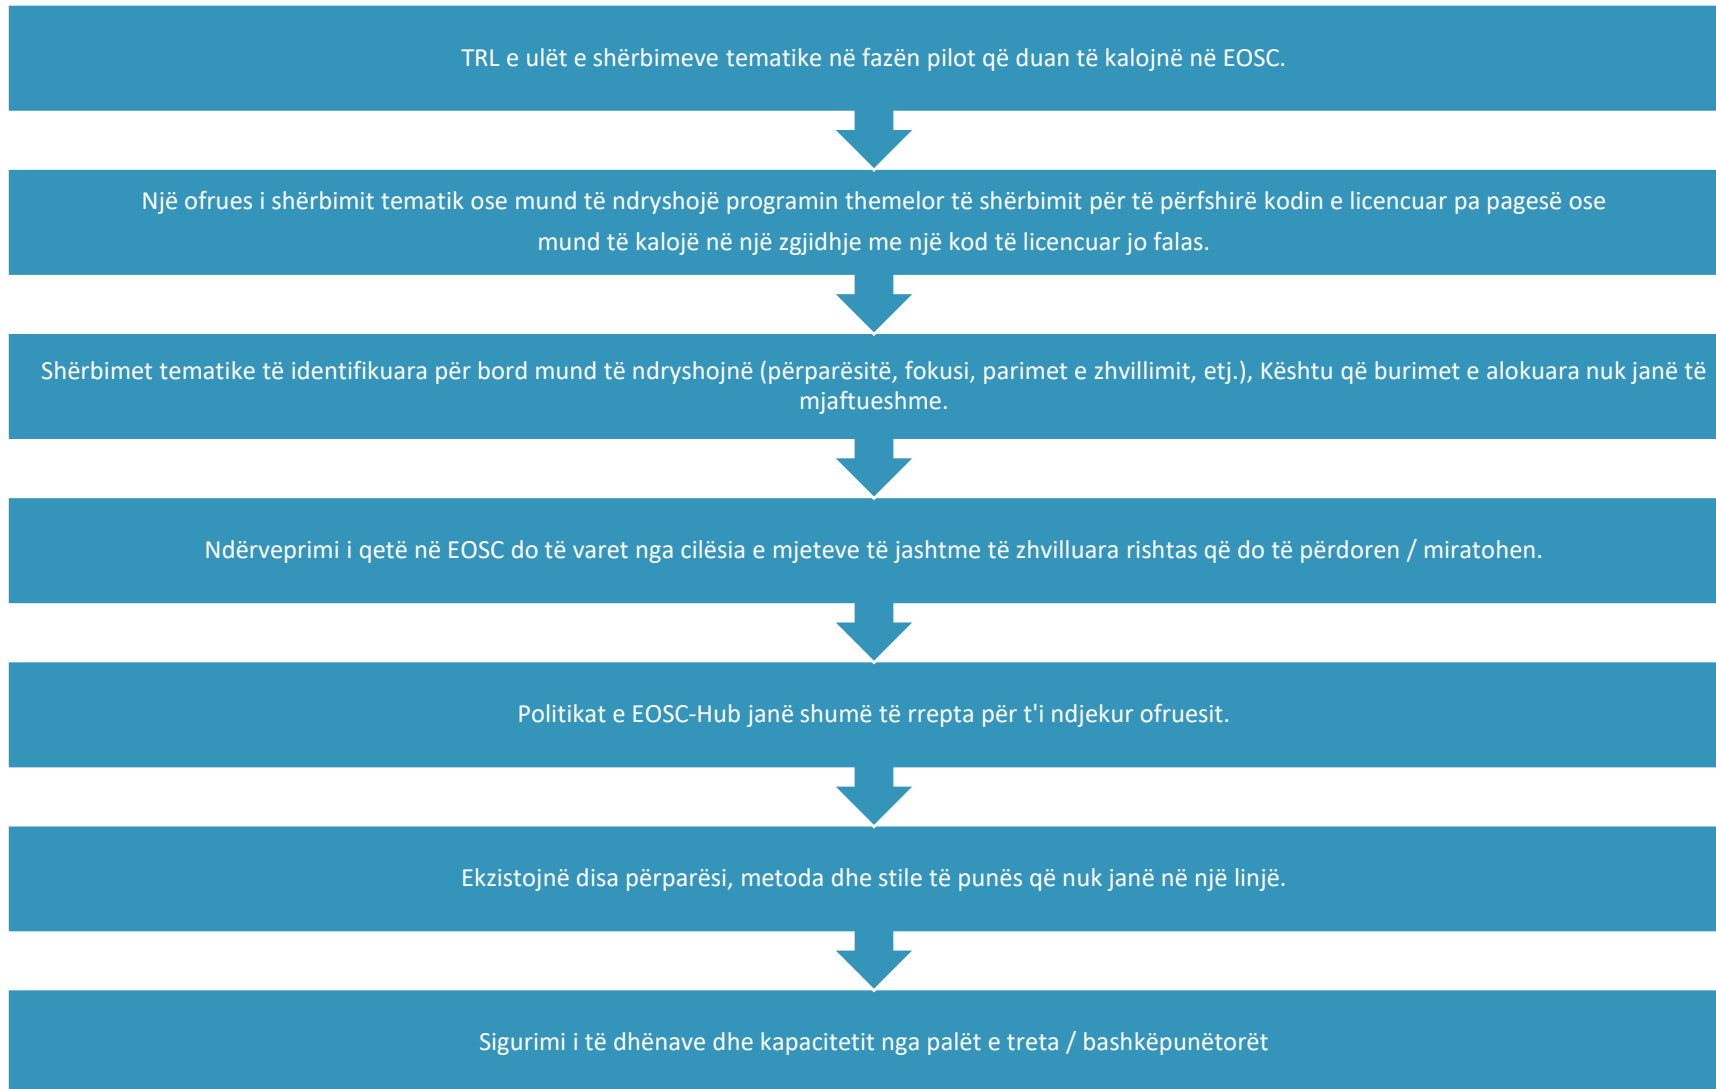 TRL e ulët e shërbimeve tematike në fazën pilot që duan të kalojnë në EOSC.
Një ofrues i shërbimit tematik ose mund të ndryshojë programin themelor të shërbimit për të përfshirë kodin e licencuar pa pagesë ose
mund të kalojë në një zgjidhje me një kod të licencuar jo falas.
Shërbimet tematike të identifikuara për bord mund të ndryshojnë (përparësitë, fokusi, parimet e zhvillimit, etj.), Kështu që burimet e alokuara nuk janë të
mjaftueshme.
Ndërveprimi i qetë në EOSC do të varet nga cilësia e mjeteve të jashtme të zhvilluara rishtas që do të përdoren / miratohen.
Politikat e EOSC-Hub janë shumë të rrepta për t'i ndjekur ofruesit.
Ekzistojnë disa përparësi, metoda dhe stile të punës që nuk janë në një linjë.
Sigurimi i të dhënave dhe kapacitetit nga palët e treta / bashkëpunëtorët